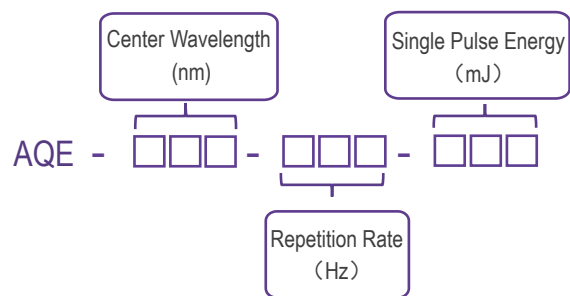 Center Wavelength
(nm)
Single Pulse Energy
（mJ）
AQE - □□□ - □□□ - □□□
Repetition Rate
（Hz）